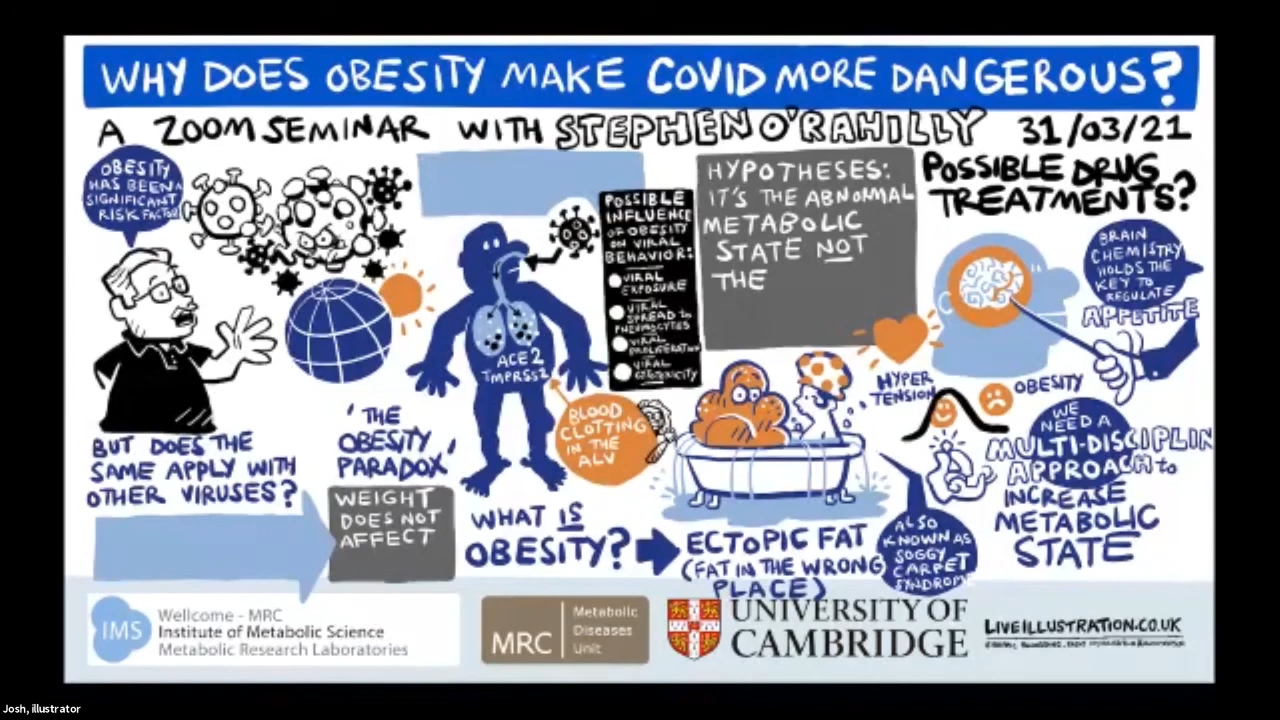 WHY DOES OBESITY MAKE COVID MORE DANGEROUS?
A ZOOM SEMINAR WITH STEPHEN O'RAHILLY 31/03/21
OBESITY
HAS BEEN A
SIGNIFICANT
RISK FACTOR
BUT DOES THE
SAME APPLY WITH
OTHER VIRUSES?
'THE
OBESITY
PARADOX'
WEIGHT
DOES NOT
AFFECT
ACE2
TMPRSS2
BLOOD
CLOTTING
IN THE
ALV
POSSIBLE
INFLUENCE
OF OBESITY
ON VIRAL
BEHAVIOR:
VIRAL
EXPOSURE
VIRAL
SPREAD to
PNEUMOCYTES
VIRAL
PROLIFERATION
VIRAL
CYTOTOXICITY
HYPOTHESES:
IT'S THE ABNORMAL
METABOLIC
STATE NOT
THE
WHAT IS
OBESITY?
ECTOPIC FAT
(FAT IN THE WRONG
PLACE)
ALSO
KNOWN AS
SOGGY
CARPET
SYNDROME
POSSIBLE DRUG
TREATMENTS?
BRAIN
CHEMISTRY
HOLDS THE
KEY TO
REGULATE
APPETITE
HYPER
TENSION
OBESITY
WE
NEED A
MULTI-DISCIPLIN
APPROACH to
INCREASE
METABOLIC
STATE
IMS
Wellcome - MRC
Institute of Metabolic Science
Metabolic Research Laboratories
MRC
Metabolic
Diseases
Unit
UNIVERSITY OF
CAMBRIDGE
LIVEILLUSTRATION.CO.UK
Josh, illustrator